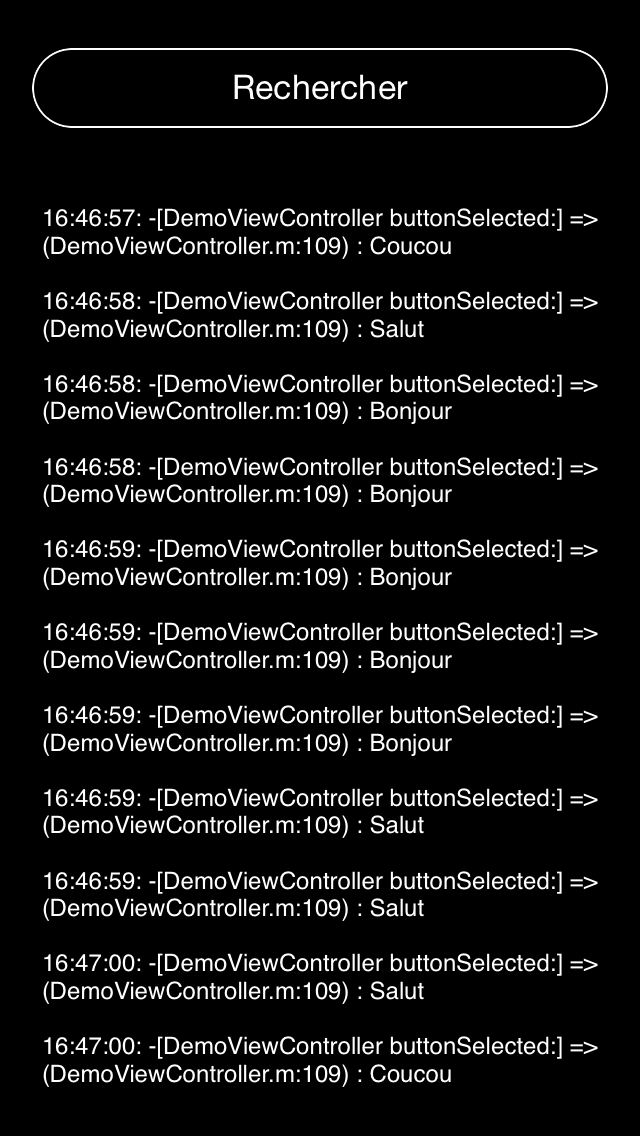 Rechercher
16:46:57: -[DemoViewController buttonSelected:] =>
(DemoViewController.m:109) : Coucou
16:46:58: -[DemoViewController buttonSelected:] =>
(DemoViewController.m:109) : Salut
16:46:58: -[DemoViewController buttonSelected:] =>
(DemoViewController.m:109) : Bonjour
16:46:58: -[DemoViewController buttonSelected:] =>
(DemoViewController.m:109) : Bonjour
16:46:59: -[DemoViewController buttonSelected:] =>
(DemoViewController.m:109) : Bonjour
16:46:59: -[DemoViewController buttonSelected:] =>
(DemoViewController.m:109) : Bonjour
16:46:59: -[DemoViewController buttonSelected:] =>
(DemoViewController.m:109) : Bonjour
16:46:59: -[DemoViewController buttonSelected:] =>
(DemoViewController.m:109) : Salut
16:46:59: -[DemoViewController buttonSelected:] =>
(DemoViewController.m:109) : Salut
16:47:00: -[DemoViewController buttonSelected:] =>
(DemoViewController.m:109) : Salut
16:47:00: -[DemoViewController buttonSelected:] =>
(DemoViewController.m:109) : Coucou